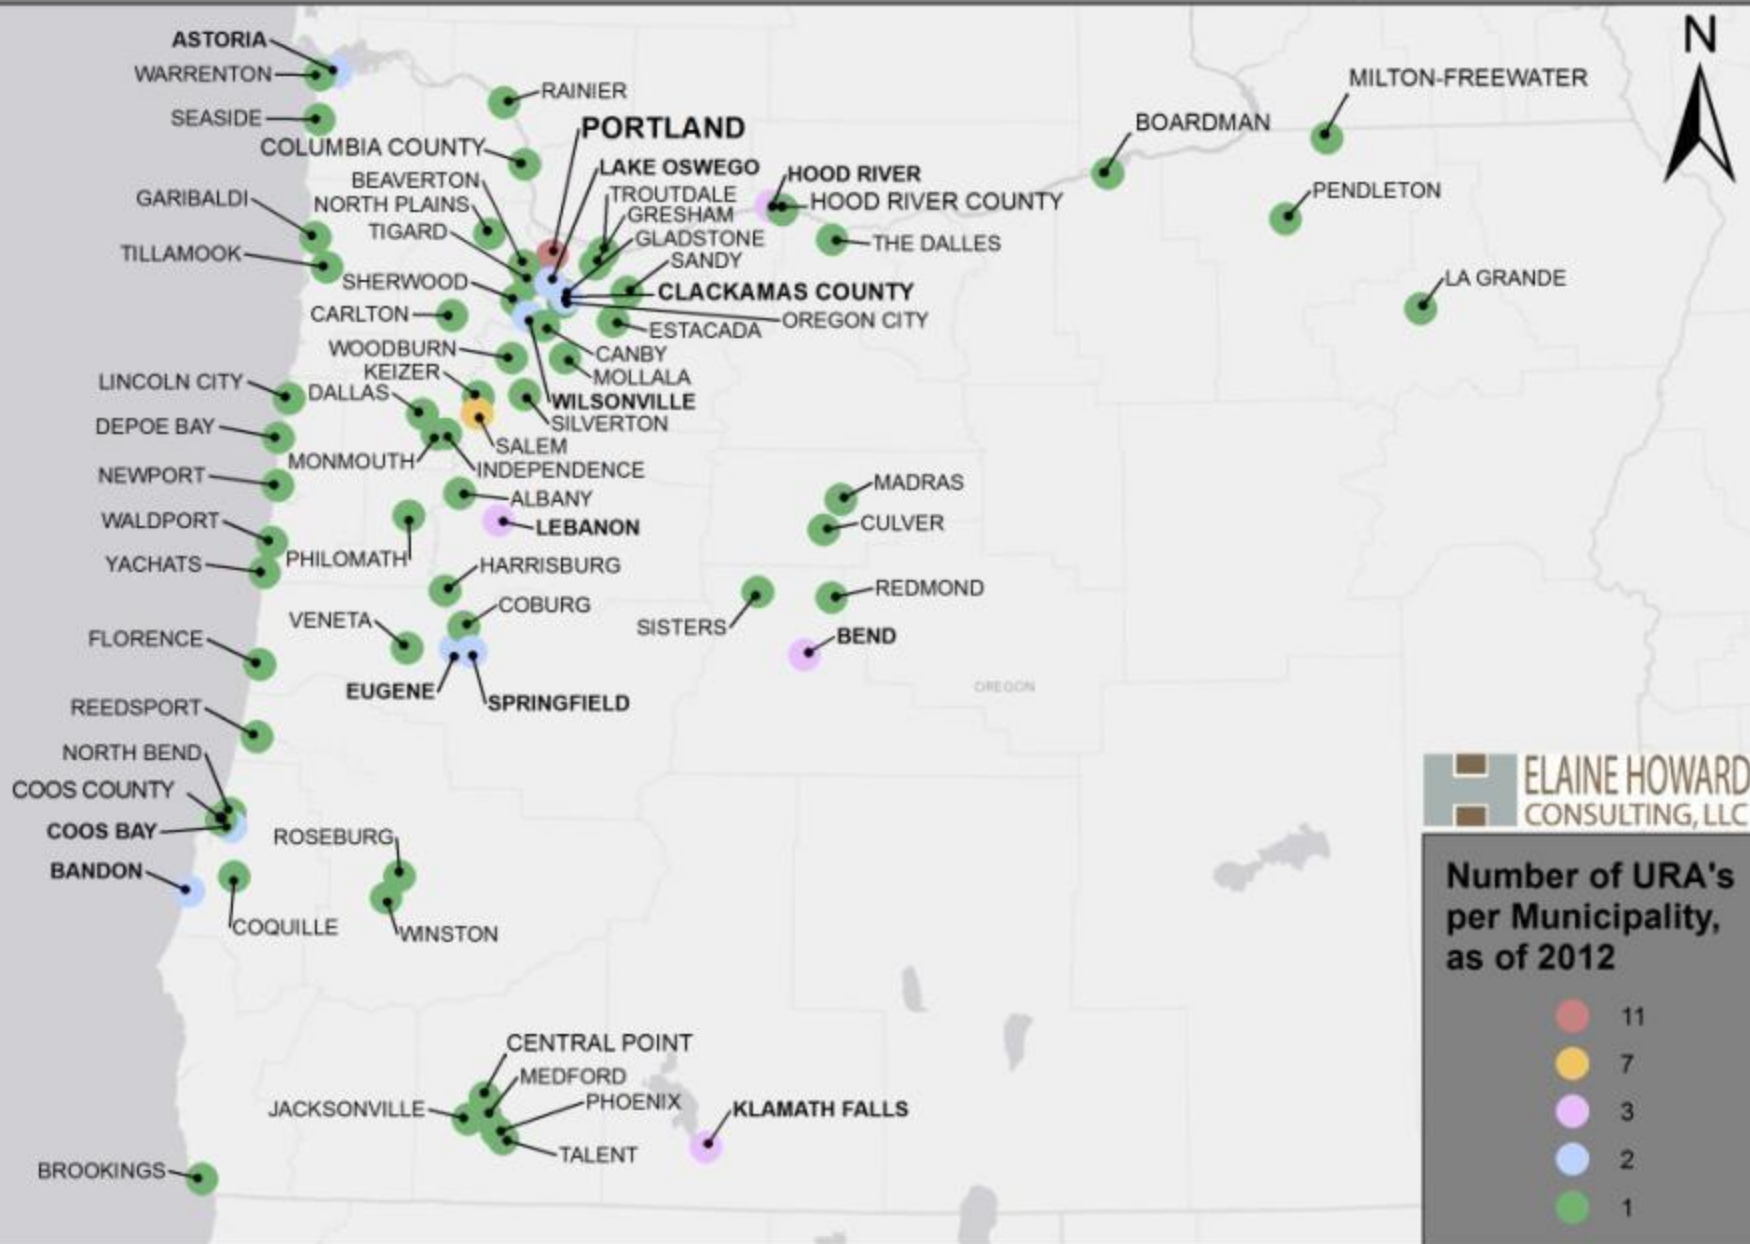 N
ASTORIA
WARRENTON
SEASIDE
RAINIER
COLUMBIA COUNTY
PORTLAND
LAKE OSWEGO
BEAVERTON
NORTH PLAINS
TIGARD
TROUTDALE
GRESHAM
GLADSTONE
SANDY
HOOD RIVER
HOOD RIVER COUNTY
THE DALLES
BOARDMAN
MILTON-FREEWATER
PENDLETON
LA GRANDE
GARIBALDI
TILLAMOOK
SHERWOOD
CLACKAMAS COUNTY
CARLTON
OREGON CITY
ESTACADA
WOODBURN
CANBY
KEIZER
MOLLALA
LINCOLN CITY
DALLAS
WILSONVILLE
SILVERTON
DEPOE BAY
SALEM
MONMOUTH
INDEPENDENCE
NEWPORT
ALBANY
WALDPORT
LEBANON
YACHATS
PHILOMATH
HARRISBURG
MADRAS
CULVER
COBURG
REDMOND
VENETA
SISTERS
BEND
FLORENCE
EUGENE
SPRINGFIELD
OREGON
REEDSPORT
NORTH BEND
COOS COUNTY
COOS BAY
ROSEBURG
BANDON
COQUILLE
WINSTON
CENTRAL POINT
MEDFORD
PHOENIX
JACKSONVILLE
TALENT
KLAMATH FALLS
BROOKINGS
ELAINE HOWARD
CONSULTING, LLC
Number of URA's
per Municipality,
as of 2012
11
7
3
2
1